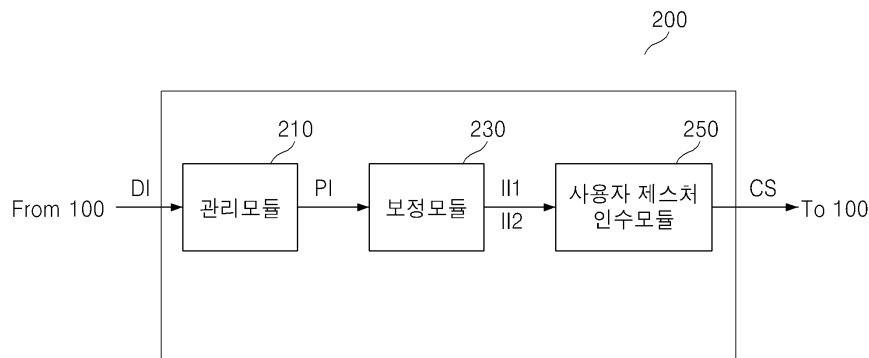 200
210
230
250
From 100
DI
관리모듈
PI
보정모듈
II1
II2
사용자 제스처
인수모듈
CS
To 100